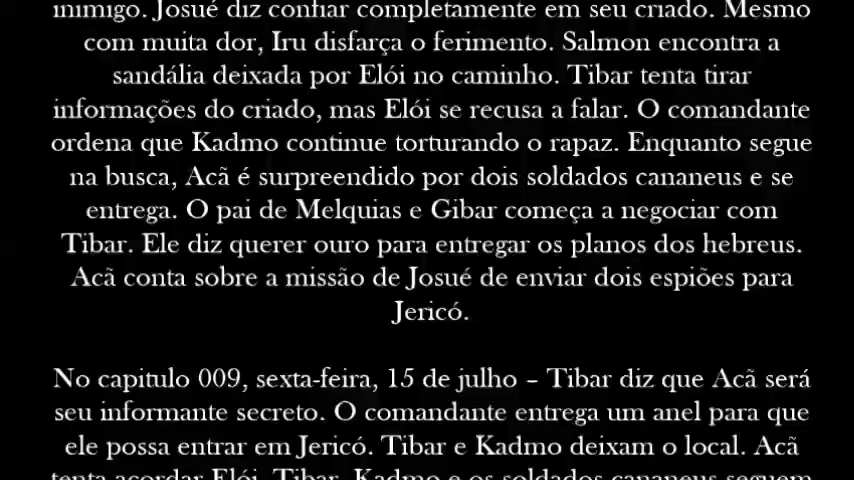 inimigo. Josué diz confiar completamente em seu criado. Mesmo
com muita dor, Iru disfarça o ferimento. Salmon encontra a
sandália deixada por Elói no caminho. Tibar tenta tirar
informações do criado, mas Elói se recusa a falar. O comandante
ordena que Kadmo continue torturando o rapaz. Enquanto segue
na busca, Acã é surpreendido por dois soldados cananeus e se
entrega. O pai de Melquias e Gibar começa a negociar com
Tibar. Ele diz querer ouro para entregar os planos dos hebreus.
Acã conta sobre a missão de Josué de enviar dois espiões para
Jericó.
No capitulo 009, sexta-feira, 15 de julho – Tibar diz que Acã será
seu informante secreto. O comandante entrega um anel para que
ele possa entrar em Jericó. Tibar e Kadmo deixam o local. Acã
tenta acordar Elói. Tibar, Kadmo e os soldados cananeus seguem